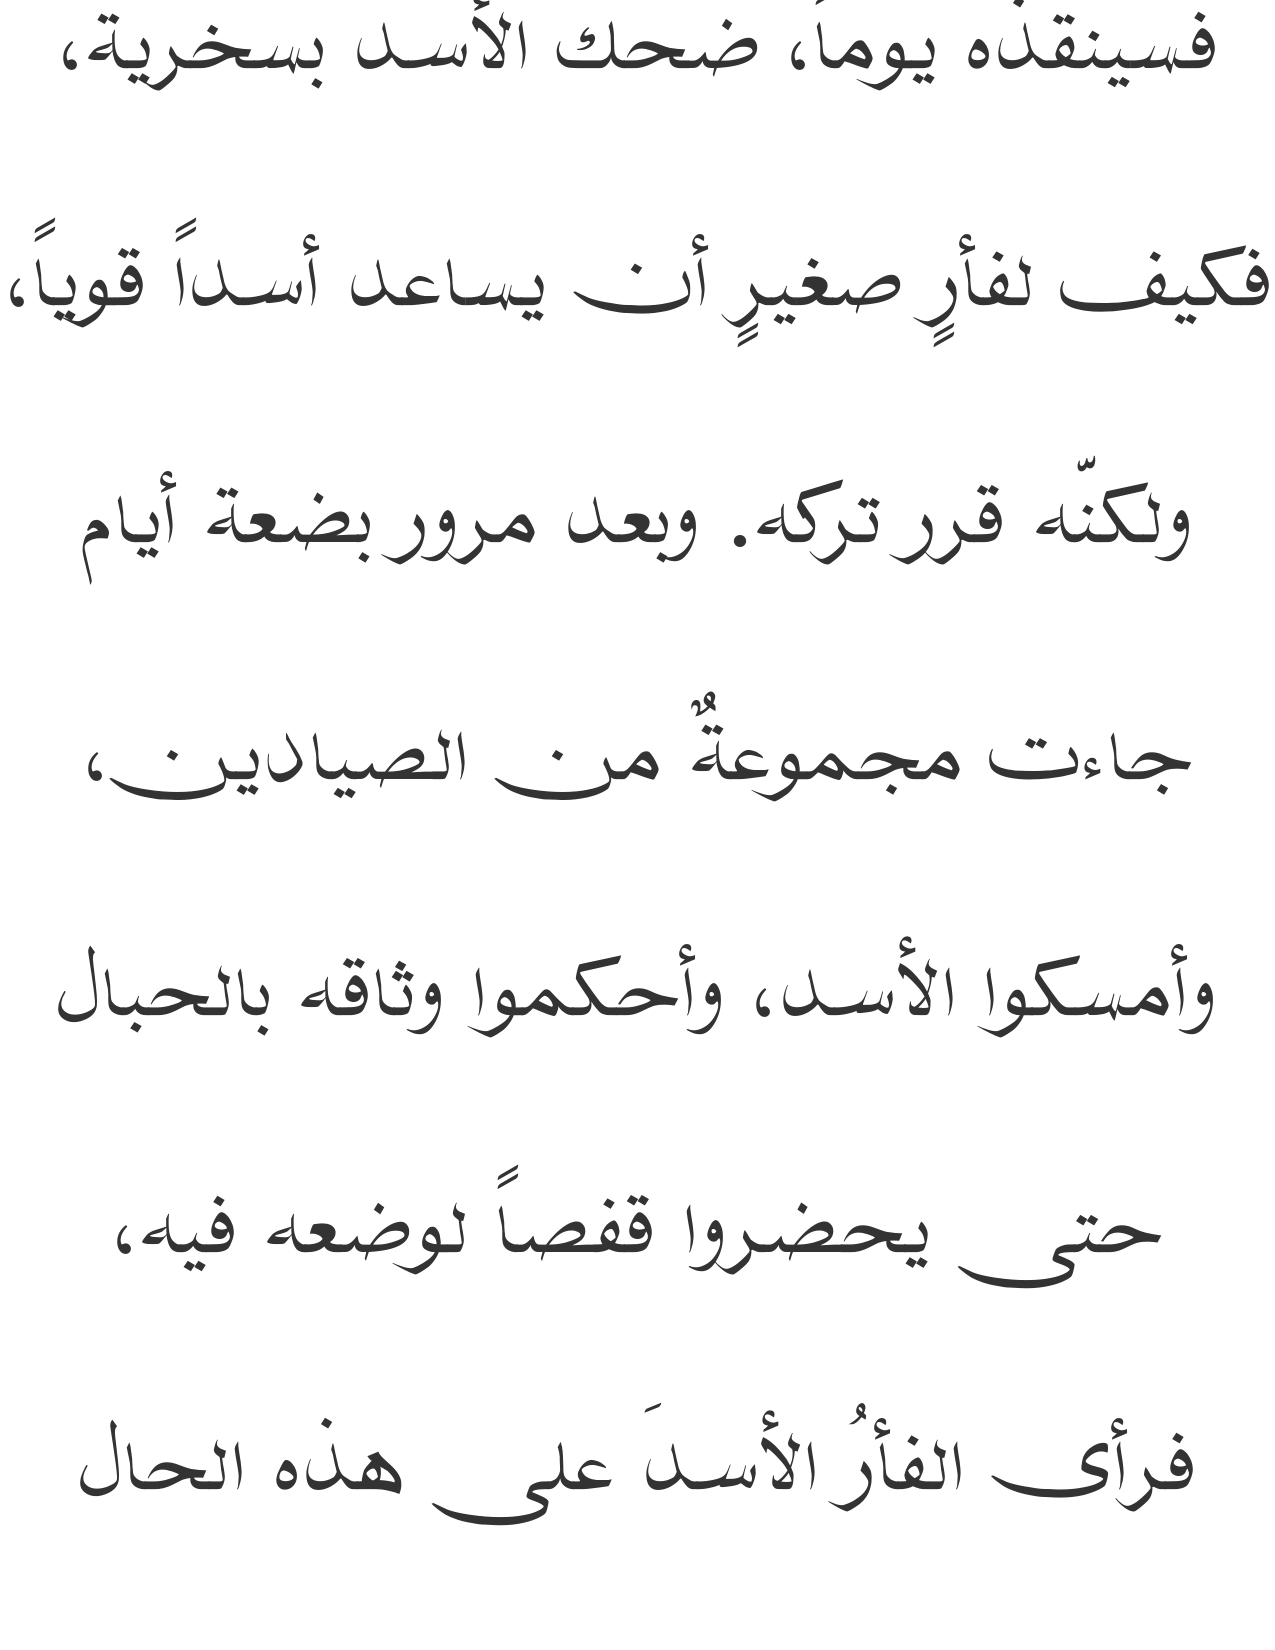 فسينقذه يوماً، ضحك الأسد بسخرية،
فكيف لفأرٍ صغيرٍ أن يساعد أسداً قوياً،
ولكنّه قرر تركه. وبعد مرور بضعة أيام
جاءت مجموعةٌ من الصيادين،
وأمسكوا الأسد، وأحكموا وثاقه بالحبال
حتى يحضروا قفصاً لوضعه فيه،
فرأى الفأرُ الأسدَ على هذه الحال